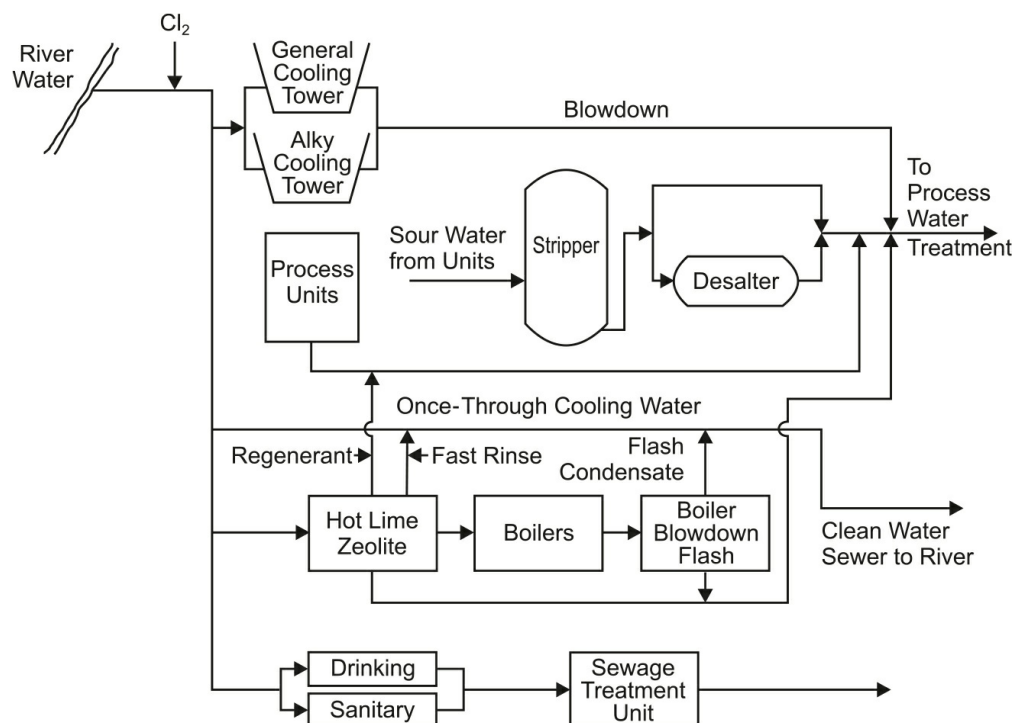 Cl₂
River
Water
General
Cooling
Tower
Blowdown
Alky
Cooling
Tower
To
Process
Water
Treatment
Sour Water
from Units
Stripper
Process
Units
Desalter
Once-Through Cooling Water
Regenerant
Fast Rinse
Flash
Condensate
Hot Lime
Zeolite
Boilers
Boiler
Blowdown
Flash
Clean Water
Sewer to River
Drinking
Sanitary
Sewage
Treatment
Unit